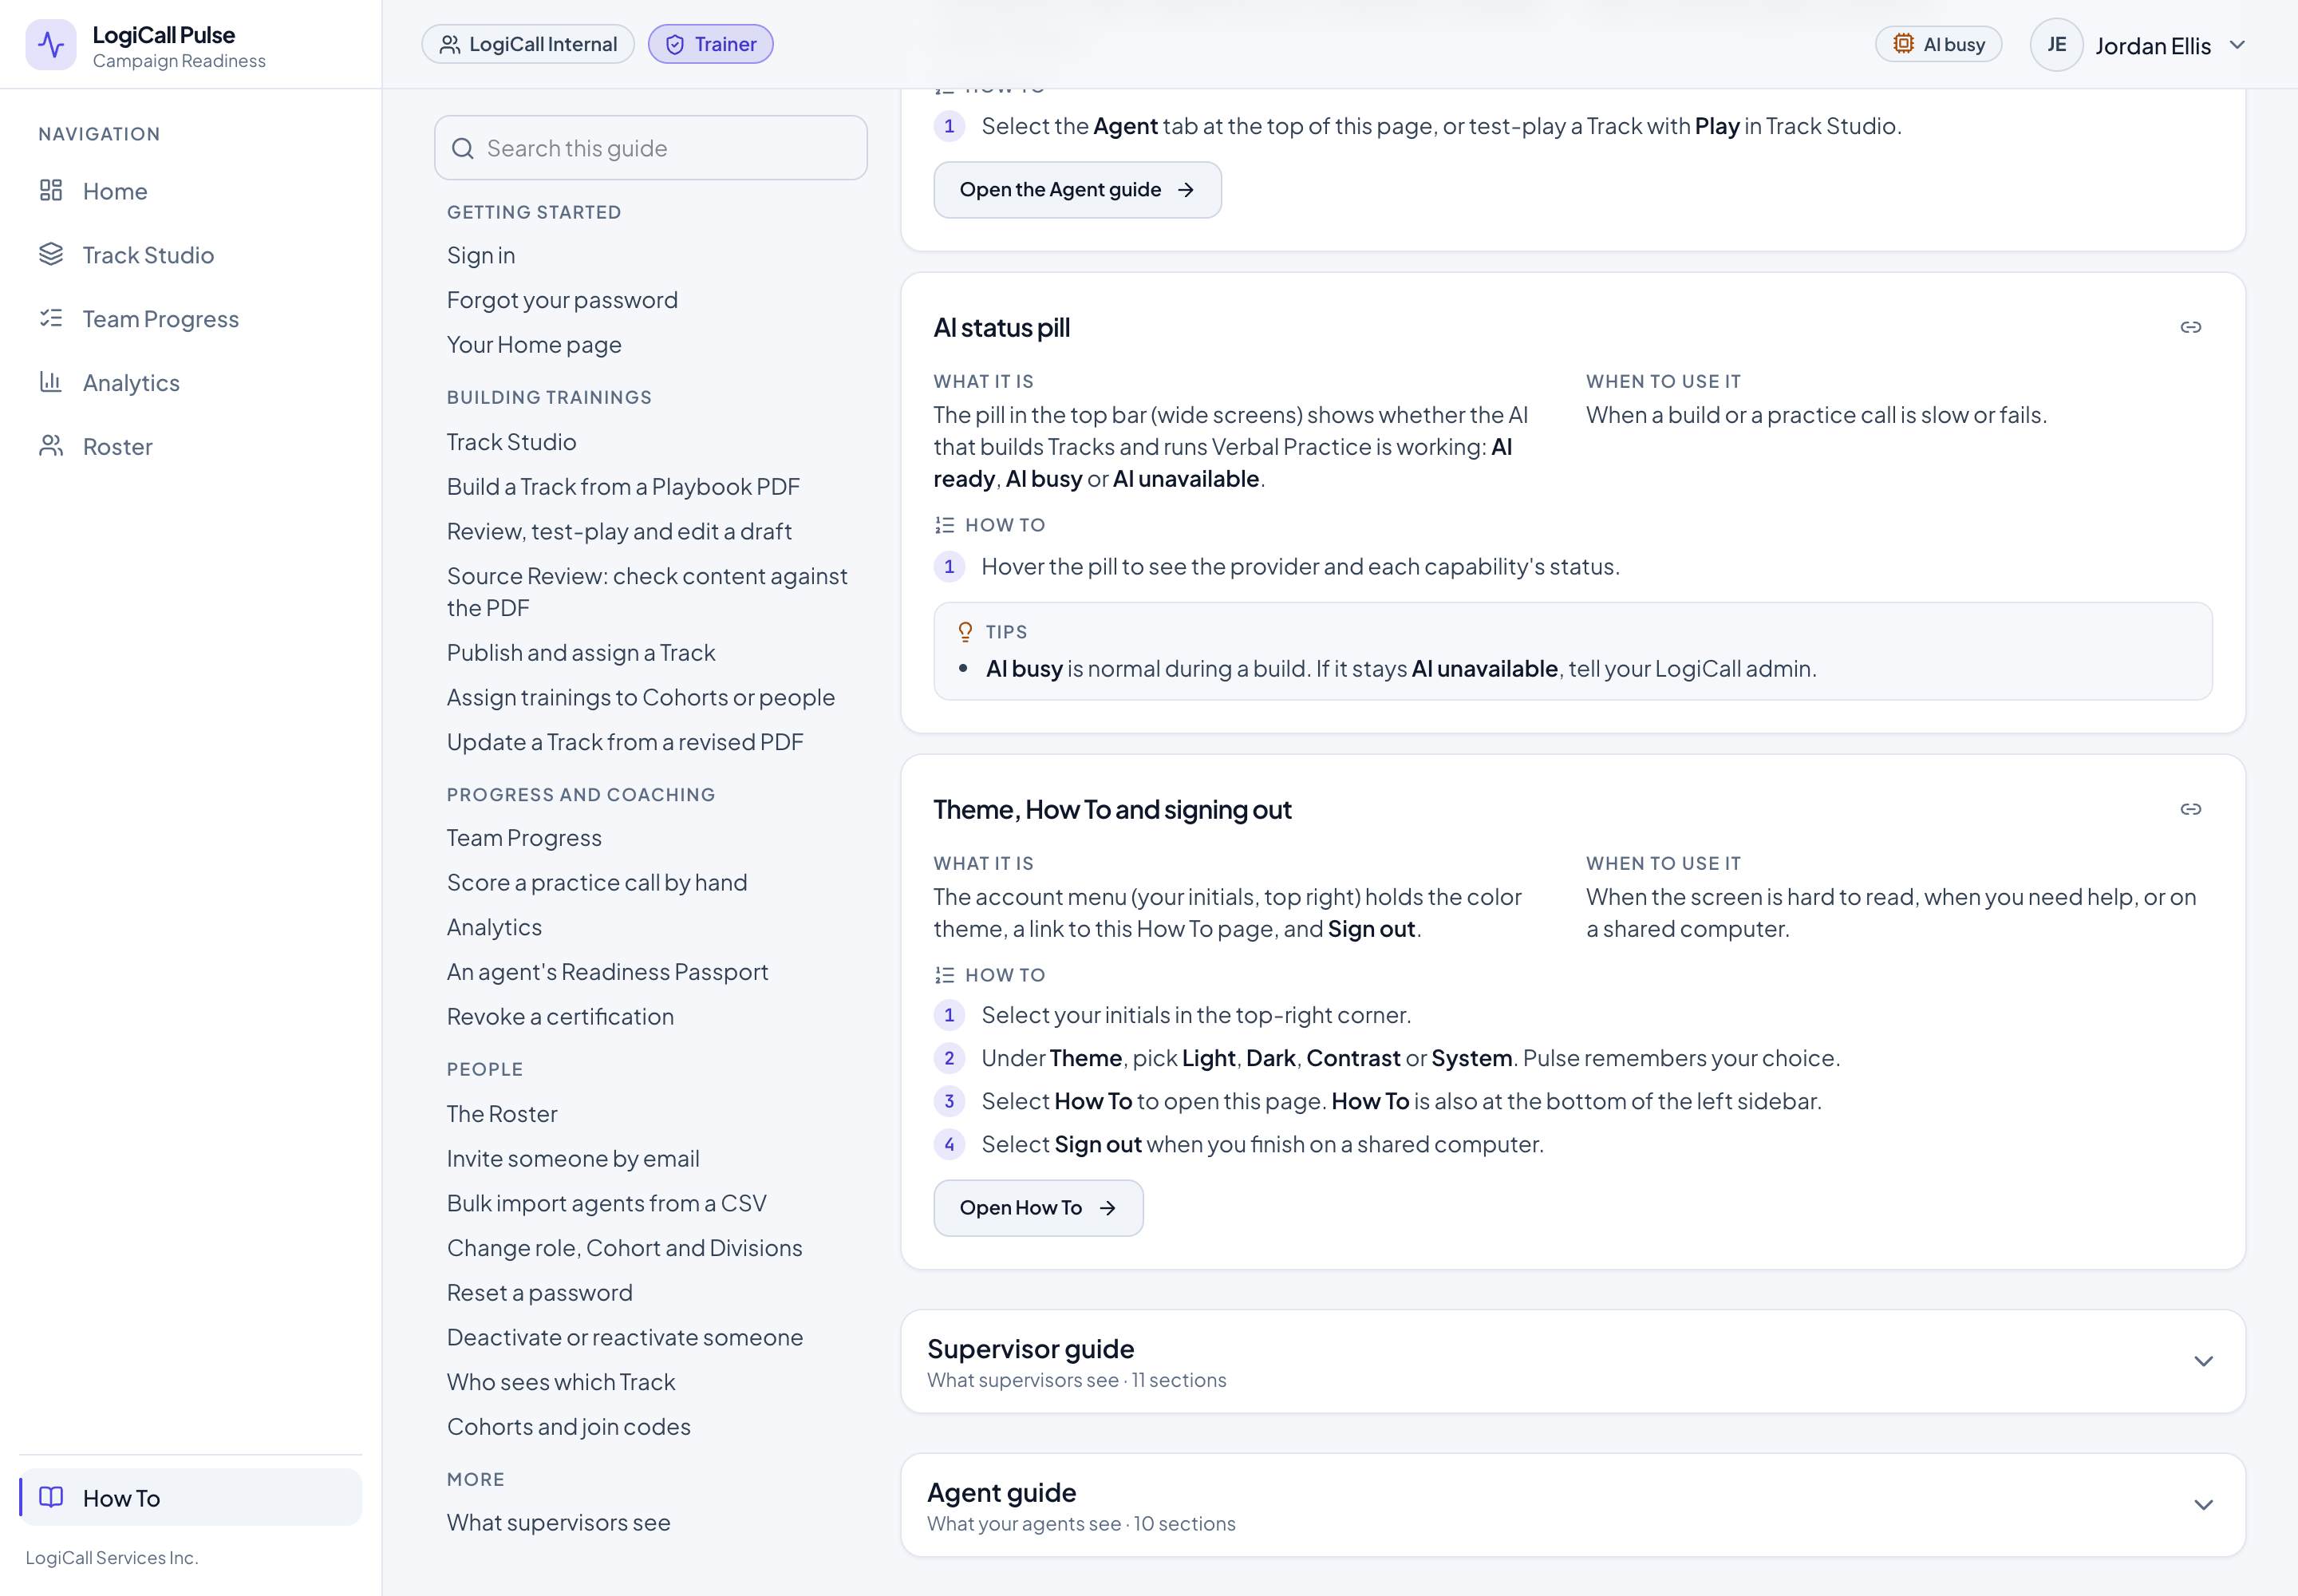 LogiCall Pulse
Campaign Readiness
LogiCall Internal
Trainer
AI busy
JE
Jordan Ellis
NAVIGATION
Home
Track Studio
Team Progress
Analytics
Roster
How To
LogiCall Services Inc.
Search this guide
GETTING STARTED
Sign in
Forgot your password
Your Home page
BUILDING TRAININGS
Track Studio
Build a Track from a Playbook PDF
Review, test-play and edit a draft
Source Review: check content against
the PDF
Publish and assign a Track
Assign trainings to Cohorts or people
Update a Track from a revised PDF
PROGRESS AND COACHING
Team Progress
Score a practice call by hand
Analytics
An agent's Readiness Passport
Revoke a certification
PEOPLE
The Roster
Invite someone by email
Bulk import agents from a CSV
Change role, Cohort and Divisions
Reset a password
Deactivate or reactivate someone
Who sees which Track
Cohorts and join codes
MORE
What supervisors see
HOW TO
1 Select the Agent tab at the top of this page, or test-play a Track with Play in Track Studio.
Open the Agent guide
AI status pill
WHAT IT IS
The pill in the top bar (wide screens) shows whether the AI
that builds Tracks and runs Verbal Practice is working: AI
ready, AI busy or AI unavailable.
WHEN TO USE IT
When a build or a practice call is slow or fails.
HOW TO
1 Hover the pill to see the provider and each capability's status.
TIPS
• AI busy is normal during a build. If it stays AI unavailable, tell your LogiCall admin.
Theme, How To and signing out
WHAT IT IS
The account menu (your initials, top right) holds the color
theme, a link to this How To page, and Sign out.
WHEN TO USE IT
When the screen is hard to read, when you need help, or on
a shared computer.
HOW TO
1 Select your initials in the top-right corner.
2 Under Theme, pick Light, Dark, Contrast or System. Pulse remembers your choice.
3 Select How To to open this page. How To is also at the bottom of the left sidebar.
4 Select Sign out when you finish on a shared computer.
Open How To
Supervisor guide
What supervisors see · 11 sections
Agent guide
What your agents see · 10 sections